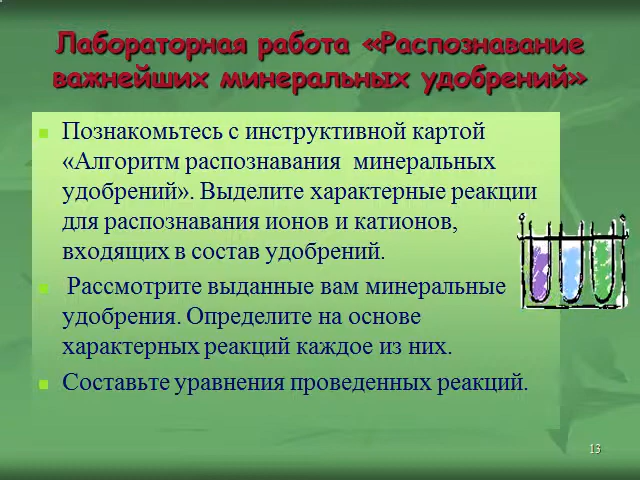 Лабораторная работа «Распознавание
важнейших минеральных удобрений»
Познакомьтесь с инструктивной картой
«Алгоритм распознавания минеральных
удобрений». Выделите характерные реакции
для распознавания ионов и катионов,
входящих в состав удобрений.
Рассмотрите выданные вам минеральные
удобрения. Определите на основе
характерных реакций каждое из них.
Составьте уравнения проведенных реакций.
13